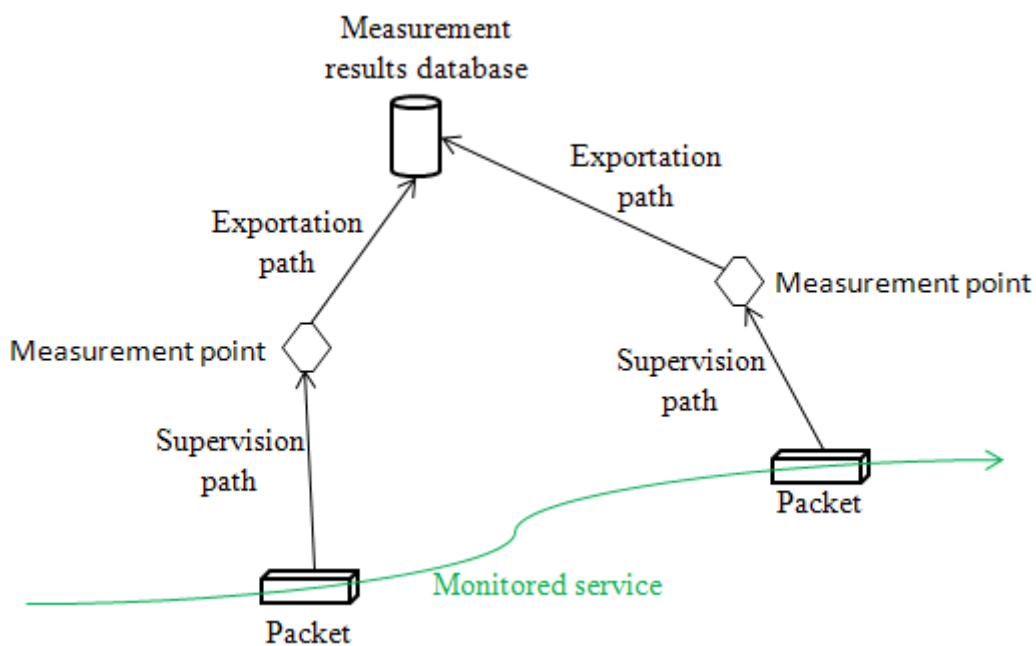 Measurement
results database
Exportation
path
Exportation
path
Measurement point
Measurement point
Supervision
path
Supervision
path
Packet
Monitored service
Packet